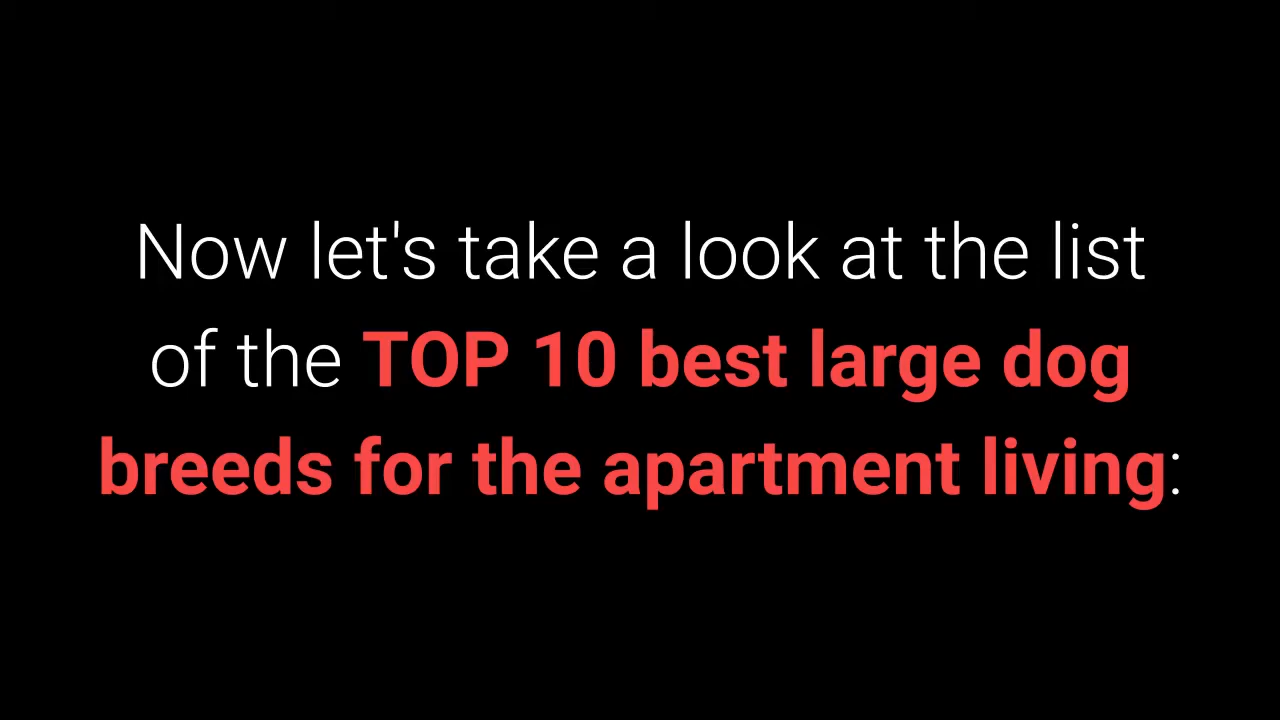 Now let's take a look at the list
of the TOP 10 best large dog
breeds for the apartment living: